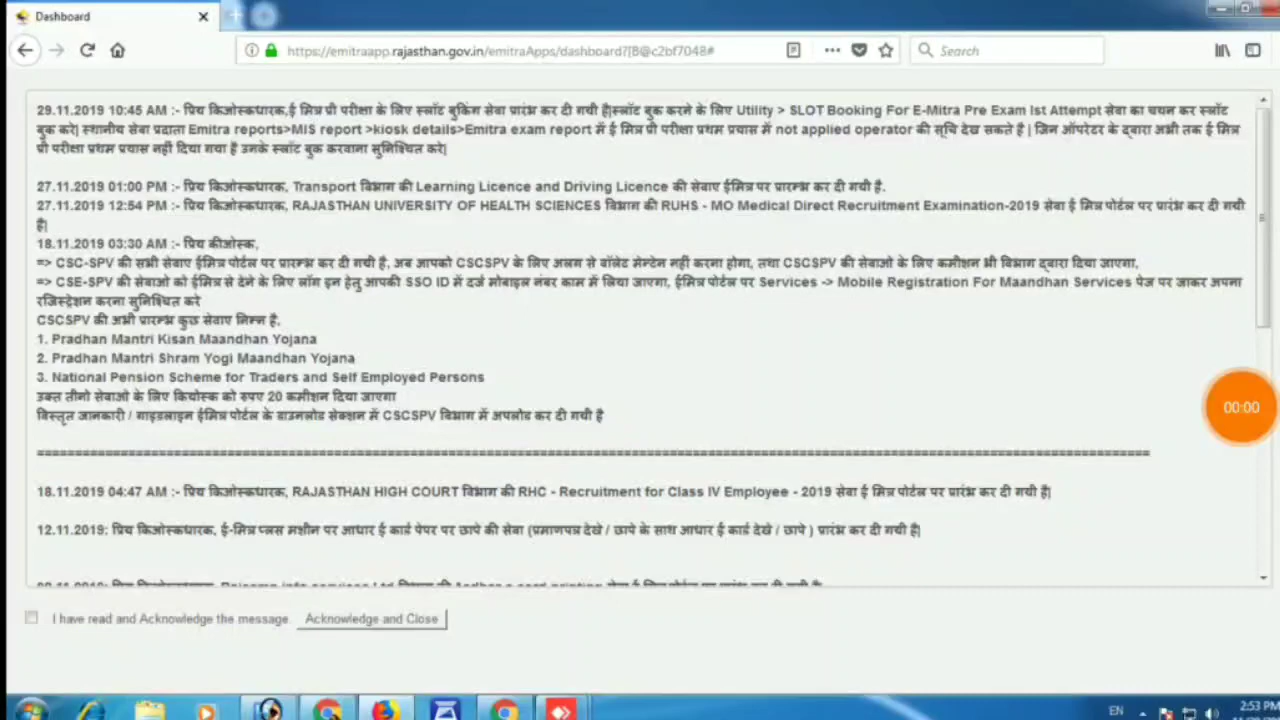 Dashboard
https://emitraapp.rajasthan.gov.in/emitraApps/dashboard?[B@c2bf7048#
Search
29.11.2019 10:45 AM :- प्रिय किओस्कधारक,ई मित्र प्री परीक्षा के लिए स्लॉट बुकिंग सेवा प्रारंभ कर दी गयी है|स्लॉट बुक करने के लिए Utility > SLOT Booking For E-Mitra Pre Exam Ist Attempt सेवा का चयन कर स्लॉट
बुक करे| स्थानीय सेवा प्रदाता Emitra reports>MIS report >kiosk details>Emitra exam report में ई मित्र प्री परीक्षा प्रथम प्रयास में not applied operator की सूचि देख सकते है | जिन ऑपरेटर के द्वारा अभी तक ई मित्र
प्री परीक्षा प्रथम प्रयास नहीं दिया गया है उनके स्लॉट बुक करवाना सुनिश्चित करे|
27.11.2019 01:00 PM :- प्रिय किओस्कधारक, Transport विभाग की Learning Licence and Driving Licence की सेवाए ईमित्र पर प्रारम्भ कर दी गयी है.
27.11.2019 12:54 PM :- प्रिय किओस्कधारक, RAJASTHAN UNIVERSITY OF HEALTH SCIENCES विभाग की RUHS - MO Medical Direct Recruitment Examination-2019 सेवा ई मित्र पोर्टल पर प्रारंभ कर दी गयी
है|
18.11.2019 03:30 AM :- प्रिय कीओस्क,
=> CSC-SPV की सभी सेवाए ईमित्र पोर्टल पर प्रारम्भ कर दी गयी है, अब आपको CSCSPV के लिए अलग से वॉलेट मेन्टेन नहीं करना होगा, तथा CSCSPV की सेवाओ के लिए कमीशन भी विभाग द्वारा दिया जाएगा,
=> CSE-SPV की सेवाओ को ईमित्र से देने के लिए लॉग इन हेतु आपकी SSO ID में दर्ज मोबाइल नंबर काम में लिया जाएगा, ईमित्र पोर्टल पर Services -> Mobile Registration For Maandhan Services पेज पर जाकर अपना
रजिस्ट्रेशन करना सुनिश्चित करे
CSCSPV की अभी प्रारम्भ कुछ सेवाए निम्न है.
1. Pradhan Mantri Kisan Maandhan Yojana
2. Pradhan Mantri Shram Yogi Maandhan Yojana
3. National Pension Scheme for Traders and Self Employed Persons
उक्त तीनो सेवाओ के लिए कियोस्क को रुपए 20 कमीशन दिया जाएगा
विस्तृत जानकारी / गाइडलाइन ईमित्र पोर्टल के डाउनलोड सेक्शन में CSCSPV विभाग में अपलोड कर दी गयी है
18.11.2019 04:47 AM :- प्रिय किओस्कधारक, RAJASTHAN HIGH COURT विभाग की RHC - Recruitment for Class IV Employee - 2019 सेवा ई मित्र पोर्टल पर प्रारंभ कर दी गयी है|
12.11.2019: प्रिय किओस्कधारक, ई-मित्र प्लस मशीन पर आधार ई कार्ड पेपर पर छापे की सेवा (प्रमाणपत्र देखे / छापे के साथ आधार ई कार्ड देखे / छापे ) प्रारंभ कर दी गयी है|
I have read and Acknowledge the message. Acknowledge and Close
00:00
EN
2:53 PM